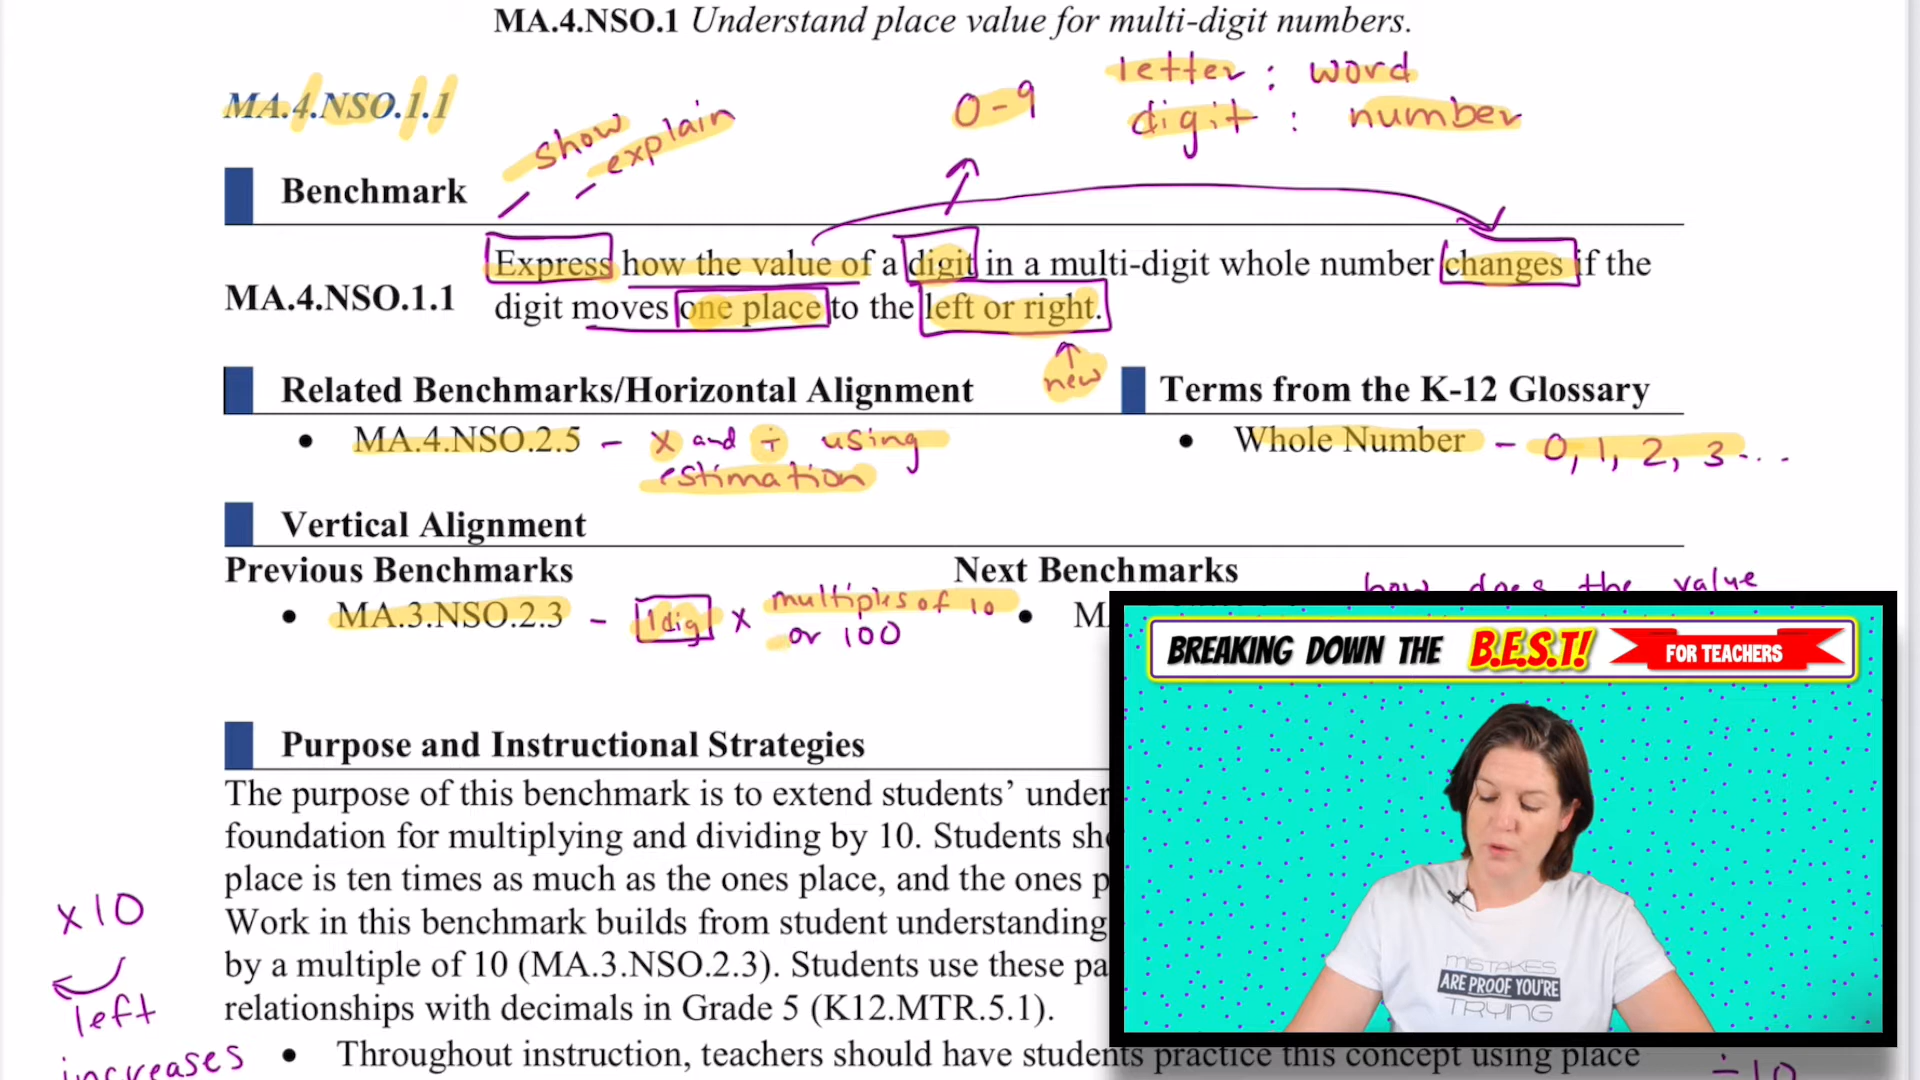 MA.4.NSO.1 Understand place value for multi-digit numbers.
letter : word
MA.4.NSO.1.1
show
explain
0-9
digit : number
Benchmark
MA.4.NSO.1.1
Express how the value of a digit in a multi-digit whole number changes if the
digit moves one place to the left or right.
new
Related Benchmarks/Horizontal Alignment
Terms from the K-12 Glossary
• MA.4.NSO.2.5 - x and ÷ using
estimation
• Whole Number - 0, 1, 2, 3...
Vertical Alignment
Previous Benchmarks
Next Benchmarks
how does the value
• MA.3.NSO.2.3 - 1 dig x multiples of 10
or 100
•
BREAKING DOWN THE B.E.S.T! FOR TEACHERS
Purpose and Instructional Strategies
The purpose of this benchmark is to extend students’
foundation for multiplying and dividing by 10. Students
place is ten times as much as the ones place, and the ones
Work in this benchmark builds from student understanding
by a multiple of 10 (MA.3.NSO.2.3). Students use these
relationships with decimals in Grade 5 (K12.MTR.5.1).
x10
left
increases
• Throughout instruction, teachers should have students practice this concept using place
÷10
MISTAKES
ARE PROOF YOU'RE
TRYING